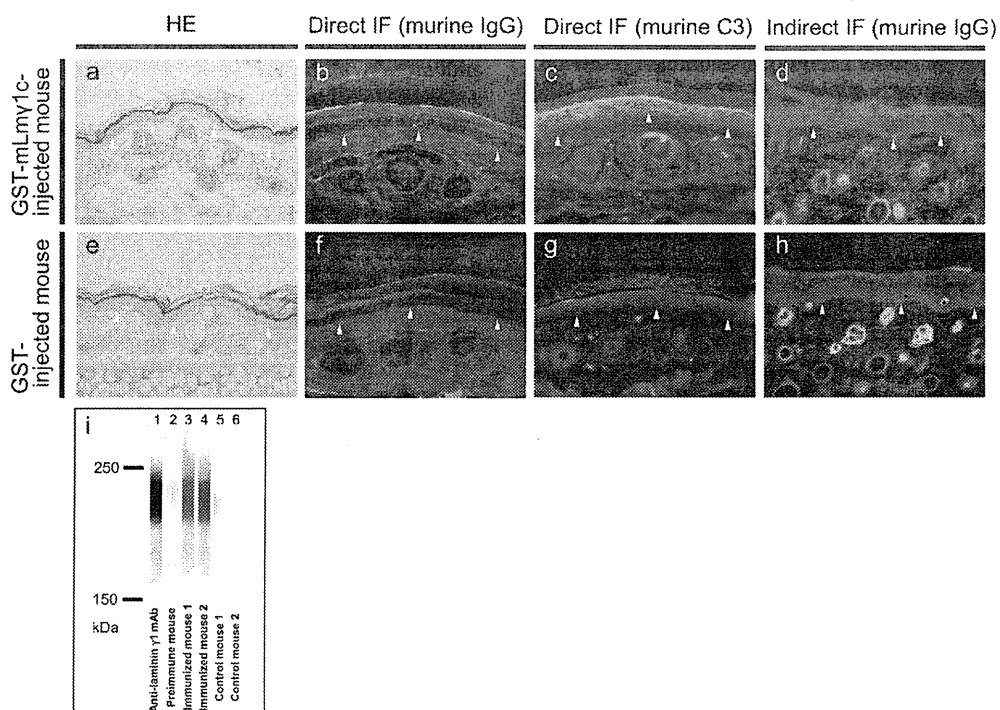 HE
Direct IF (murine IgG)
Direct IF (murine C3)
Indirect IF (murine IgG)
GST-mLmγ1c-
injected mouse
a
b
c
d
GST-
injected mouse
e
f
g
h
i
1 2 3 4 5 6
250
150
kDa
Anti-laminin γ1 mAb
Preimmune mouse
Immunized mouse 1
Immunized mouse 2
Control mouse 1
Control mouse 2